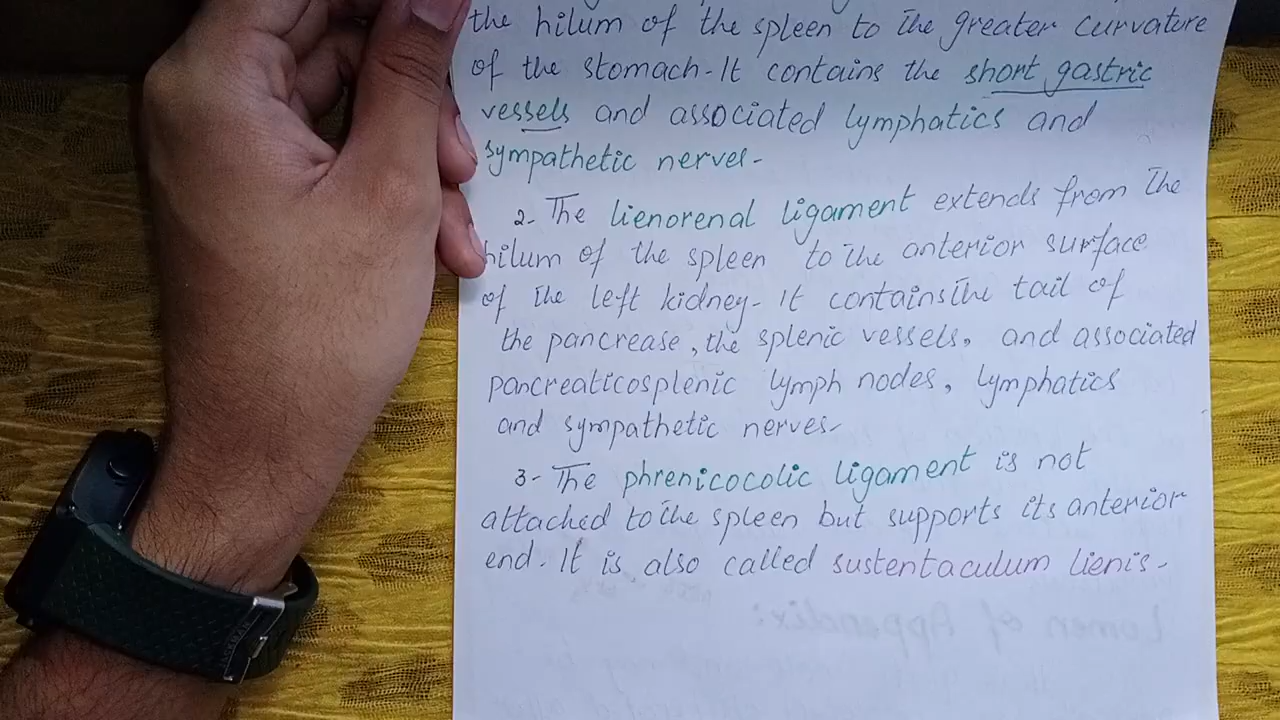 the hilum of the spleen to the greater curvature
of the stomach-It contains the short gastric
vessels and associated lymphatics and
sympathetic nerves-
2- The lienorenal ligament extends from the
hilum of the spleen to the anterior surface
of the left kidney- It contains the tail of
the pancrease, the splenic vessels, and associated
pancreaticosplenic lymph nodes, lymphatics
and sympathetic nerves-
3- The phrenicocolic ligament is not
attached to the spleen but supports its anterior
end- It is also called sustentaculum lienis-
Lumen of Appendix: